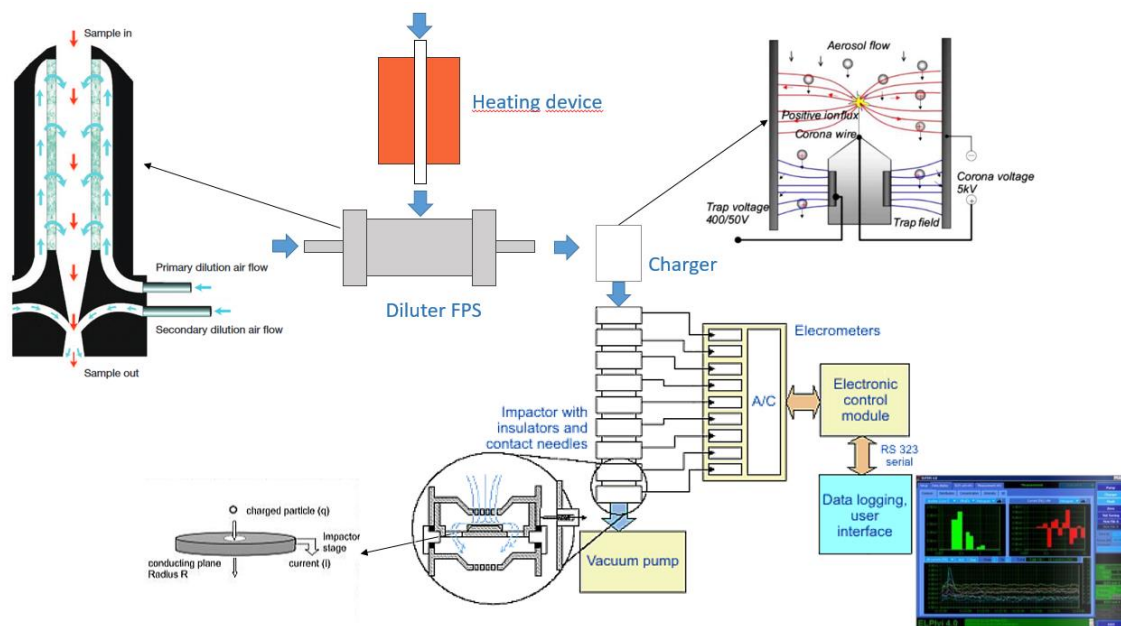 Sample in
Primary dilution air flow
Secondary dilution air flow
Sample out
Heating device
Diluter FPS
Charger
Aerosol flow
Positive ionflux
Corona wire
Corona voltage
5kV
Trap voltage
400/50V
Trap field
Elecrometers
A/C
Electronic
control
module
RS 323
serial
Data logging,
user
interface
Impactor with
insulators and
contact needles
Vacuum pump
charged particle (q)
Impactor
stage
current (i)
conducting plane
Radius R
ELPIvi 4.0